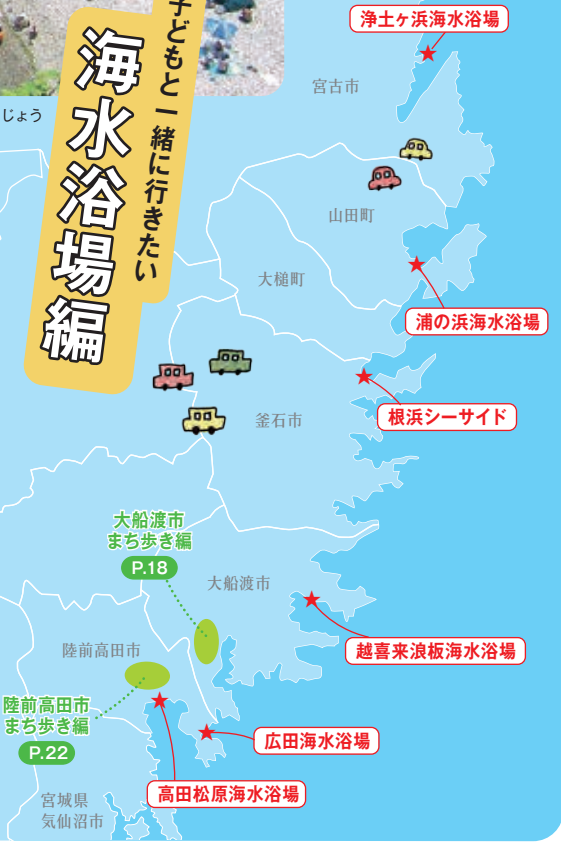 子どもと一緒に行きたい
海水浴場編
じょう
浄土ヶ浜海水浴場
宮古市
山田町
大槌町
浦の浜海水浴場
根浜シーサイド
釜石市
大船渡市
まち歩き編
P.18
大船渡市
越喜来浪板海水浴場
陸前高田市
陸前高田市
まち歩き編
P.22
広田海水浴場
高田松原海水浴場
宮城県
気仙沼市